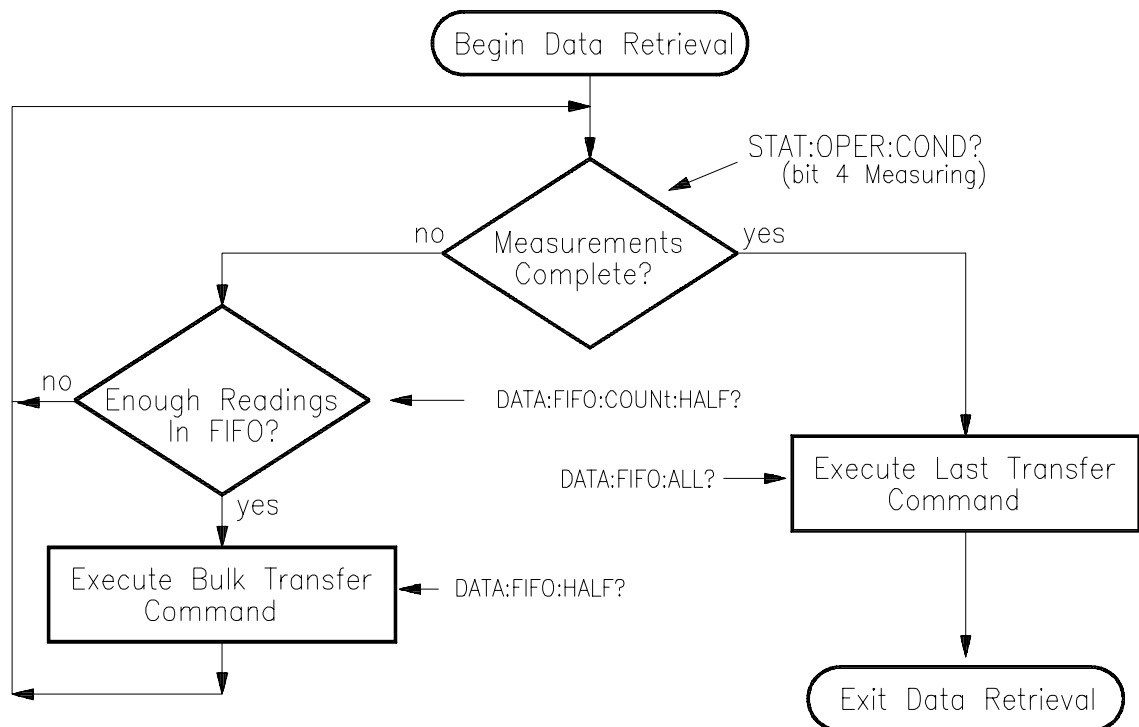 Begin Data Retrieval
STAT:OPER:COND?
(bit 4 Measuring)
no
Measurements
Complete?
yes
no
Enough Readings
In FIFO?
DATA:FIFO:COUNt:HALF?
yes
DATA:FIFO:ALL?
Execute Last Transfer
Command
Execute Bulk Transfer
Command
DATA:FIFO:HALF?
Exit Data Retrieval